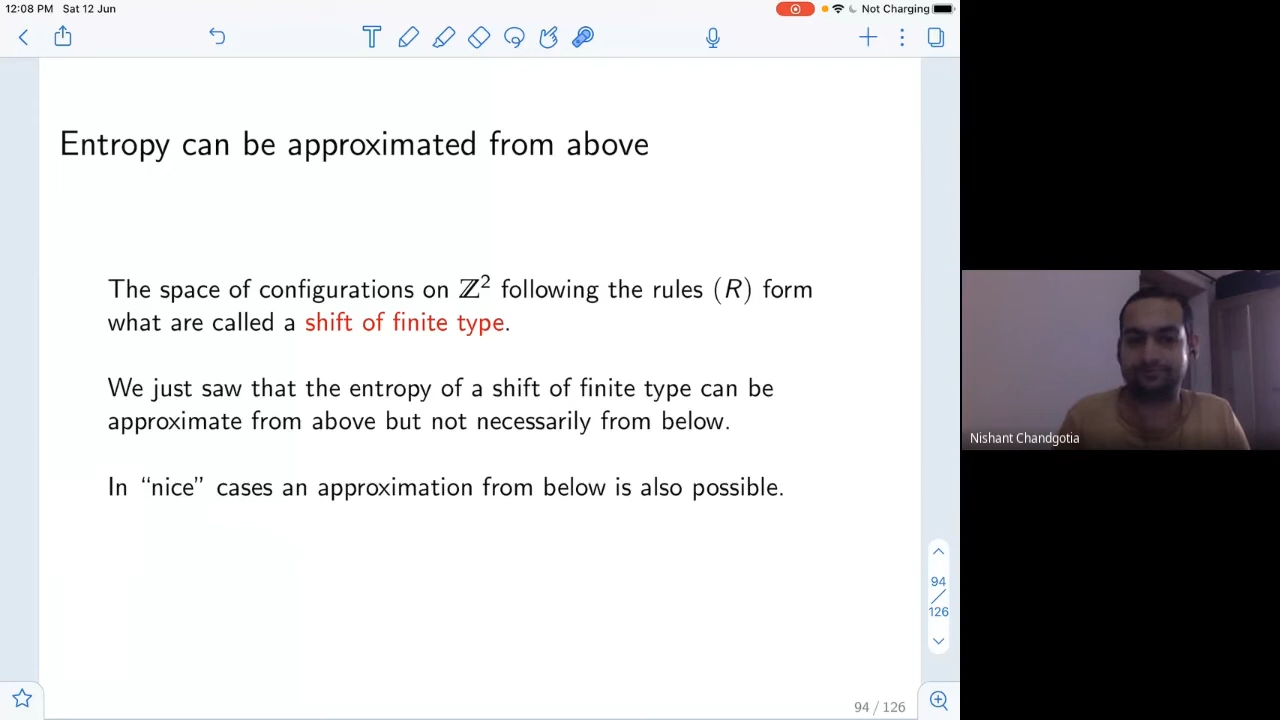 12:08 PM Sat 12 Jun
Not Charging
Entropy can be approximated from above
The space of configurations on ℤ² following the rules (R) form
what are called a shift of finite type.
We just saw that the entropy of a shift of finite type can be
approximate from above but not necessarily from below.
In “nice” cases an approximation from below is also possible.
94
126
94 / 126
Nishant Chandgotia